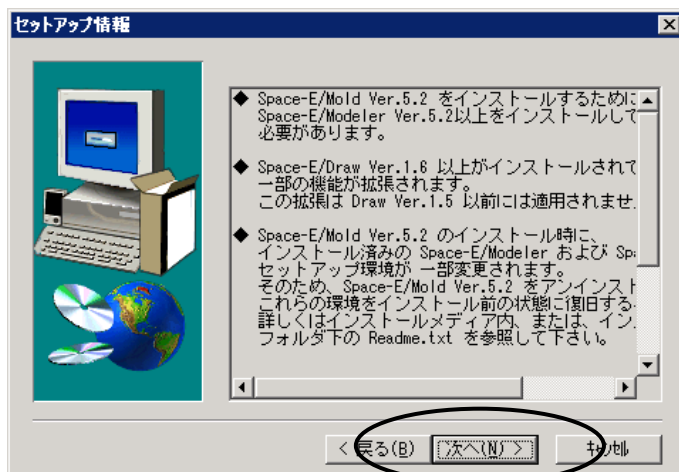 セットアップ情報
◆ Space-E/Mold Ver.5.2 をインストールするために
Space-E/Modeler Ver.5.2以上をインストールして
必要があります。
◆ Space-E/Draw Ver.1.6 以上がインストールされて
一部の機能が拡張されます。
この拡張は Draw Ver.1.5 以前には適用されませ
◆ Space-E/Mold Ver.5.2 のインストール時に、
インストール済みの Space-E/Modeler および Sp
セットアップ環境が 一部変更されます。
そのため、Space-E/Mold Ver.5.2 をアンインスト
これらの環境をインストール前の状態に復旧する
詳しくはインストールメディア内、または、イン
フォルダ下の Readme.txt を参照して下さい。
< 戻る(B) 次へ(N) > キャンセル